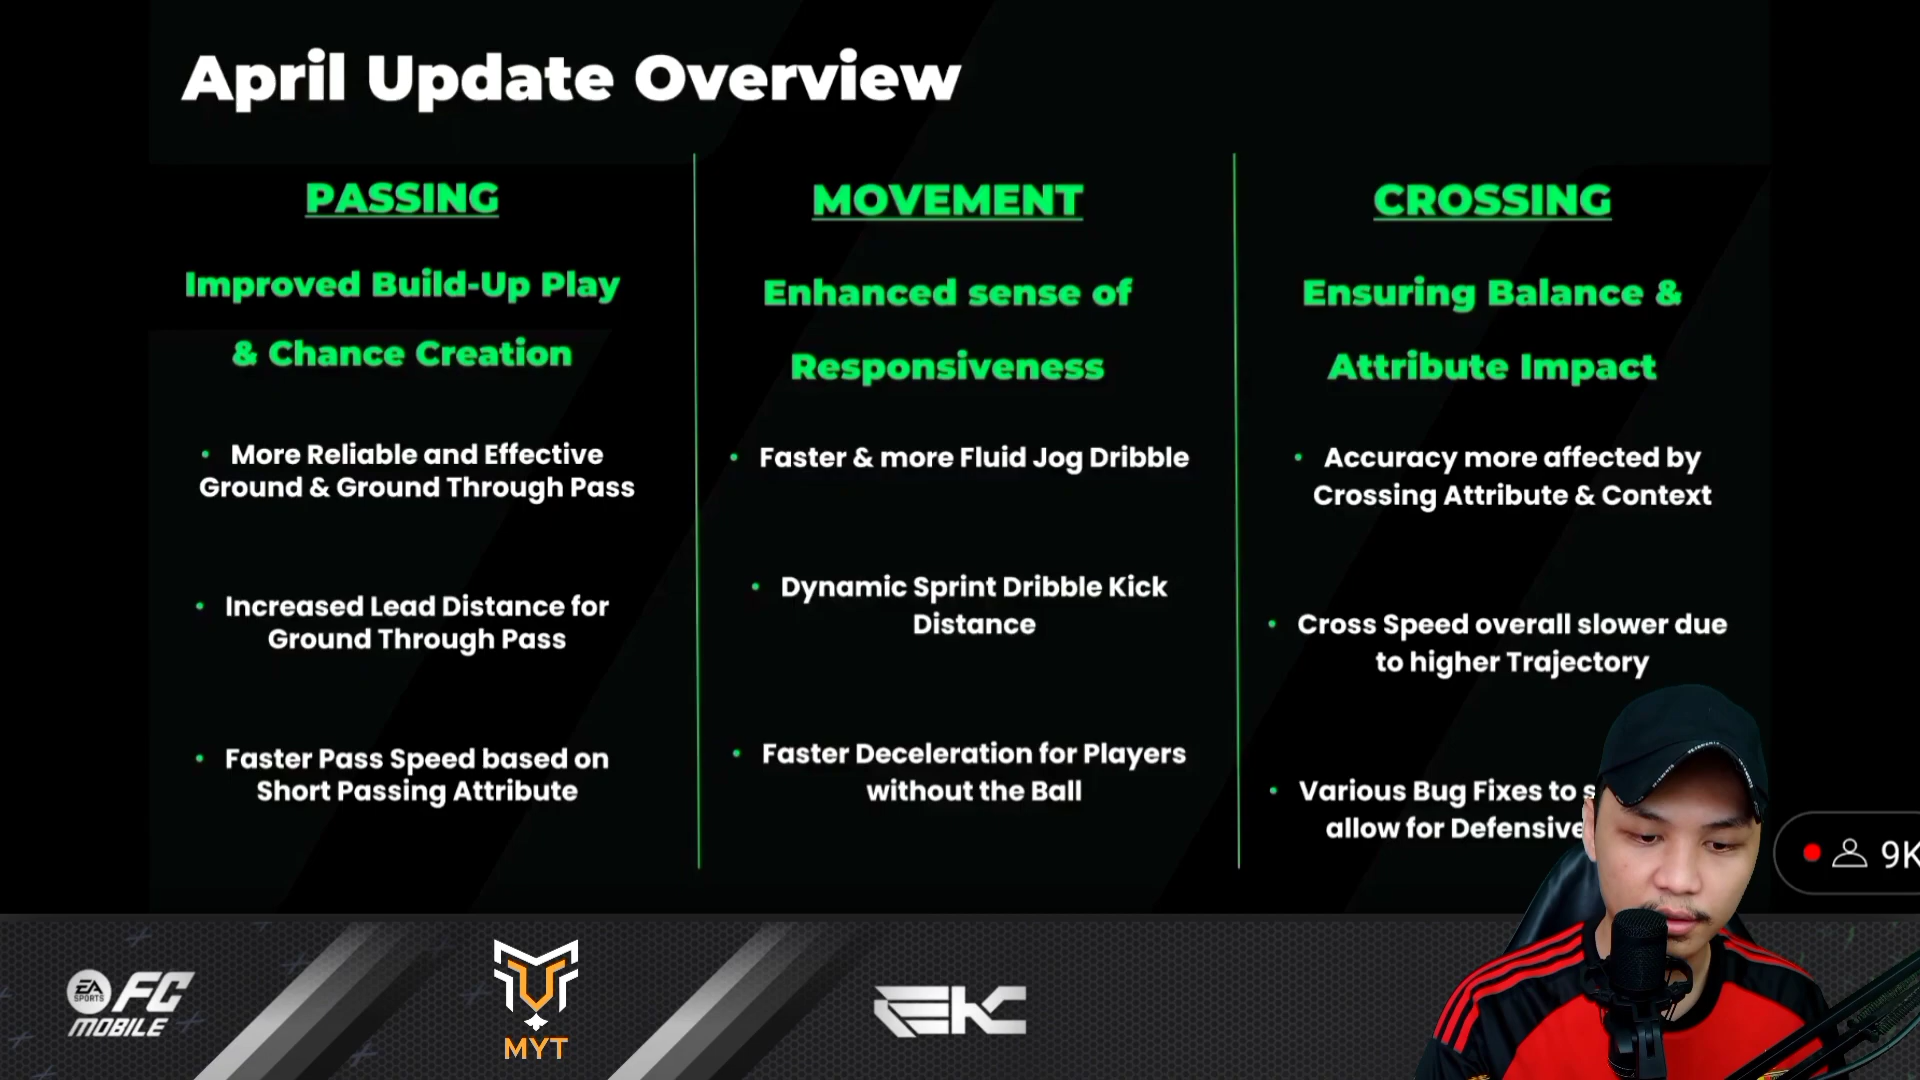 April Update Overview
PASSING
Improved Build-Up Play
& Chance Creation
• More Reliable and Effective
Ground & Ground Through Pass
• Increased Lead Distance for
Ground Through Pass
• Faster Pass Speed based on
Short Passing Attribute
MOVEMENT
Enhanced sense of
Responsiveness
• Faster & more Fluid Jog Dribble
• Dynamic Sprint Dribble Kick
Distance
• Faster Deceleration for Players
without the Ball
CROSSING
Ensuring Balance &
Attribute Impact
• Accuracy more affected by
Crossing Attribute & Context
• Cross Speed overall slower due
to higher Trajectory
• Various Bug Fixes to
allow for Defensive
9K
EA
SPORTS
FC
MOBILE
MYT
EKC